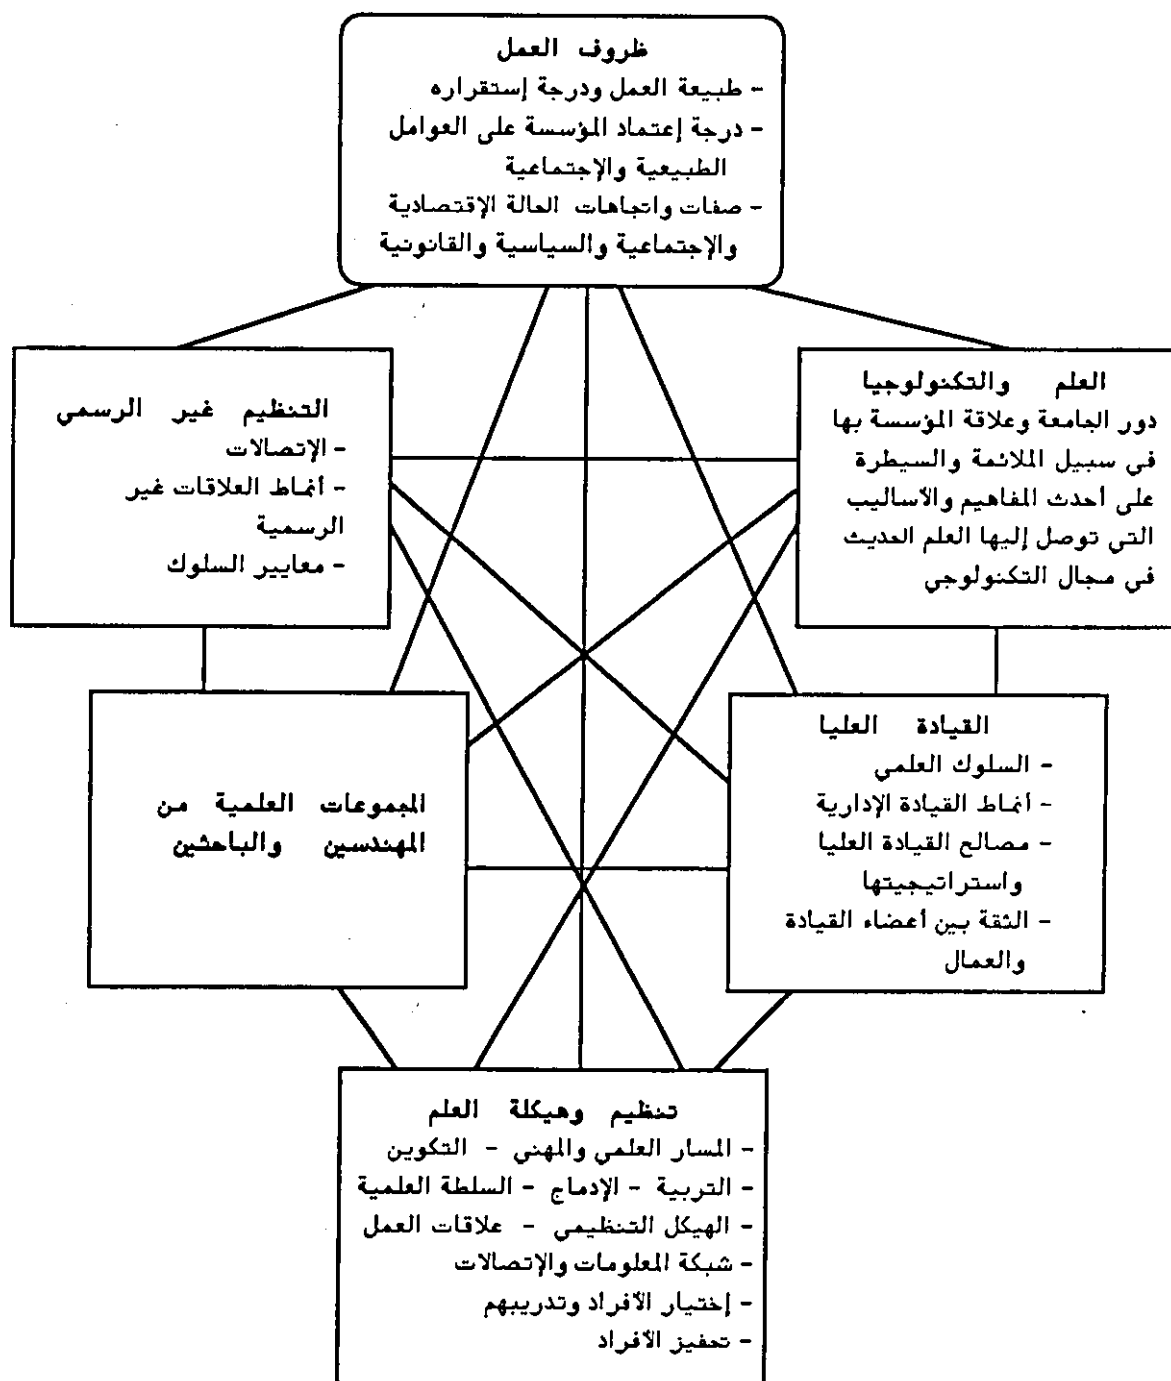 ظروف العمل
- طبيعة العمل ودرجة إستقراره
- درجة إعتماد المؤسسة على العوامل
الطبيعية والإجتماعية
- صفات واتجاهات الحالة الإقتصادية
والإجتماعية والسياسية والقانونية
العلم والتكنولوجيا
دور الجامعة وعلاقة المؤسسة بها
في سبيل الملائمة والسيطرة
على أحدث المفاهيم والأساليب
التي توصل إليها العلم الحديث
في مجال التكنولوجي
التنظيم غير الرسمي
- الإتصالات
- أنماط العلاقات غير
الرسمية
- معايير السلوك
القيادة العليا
- السلوك العلمي
- أنماط القيادة الإدارية
- مصالح القيادة العليا
واستراتيجيتها
- الثقة بين أعضاء القيادة
والعمال
المجموعات العلمية من
المهندسين والباحثين
تنظيم وهيكلة العلم
- المسار العلمي والمهني - التكوين
- التربية - الإدماج - السلطة العلمية
- الهيكل التنظيمي - علاقات العمل
- شبكة المعلومات والإتصالات
- إختيار الأفراد وتدريبهم
- تحفيز الأفراد